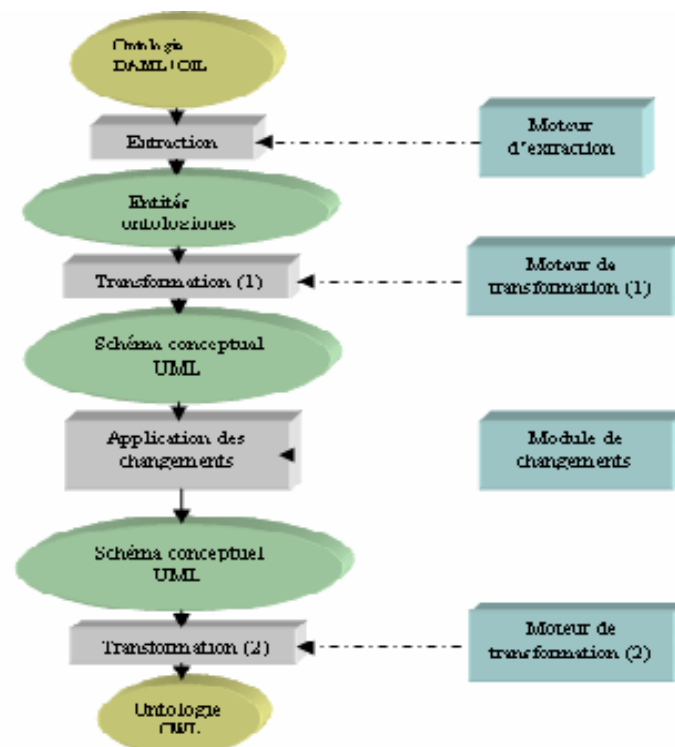 Ontologie
DAML+OIL
Extraction
Moteur
d'extraction
Entités
ontologiques
Transformation (1)
Moteur de
transformation (1)
Schéma conceptual
UML
Application des
changements
Module de
changements
Schéma conceptuel
UML
Transformation (2)
Moteur de
transformation (2)
Ontologie
OWL